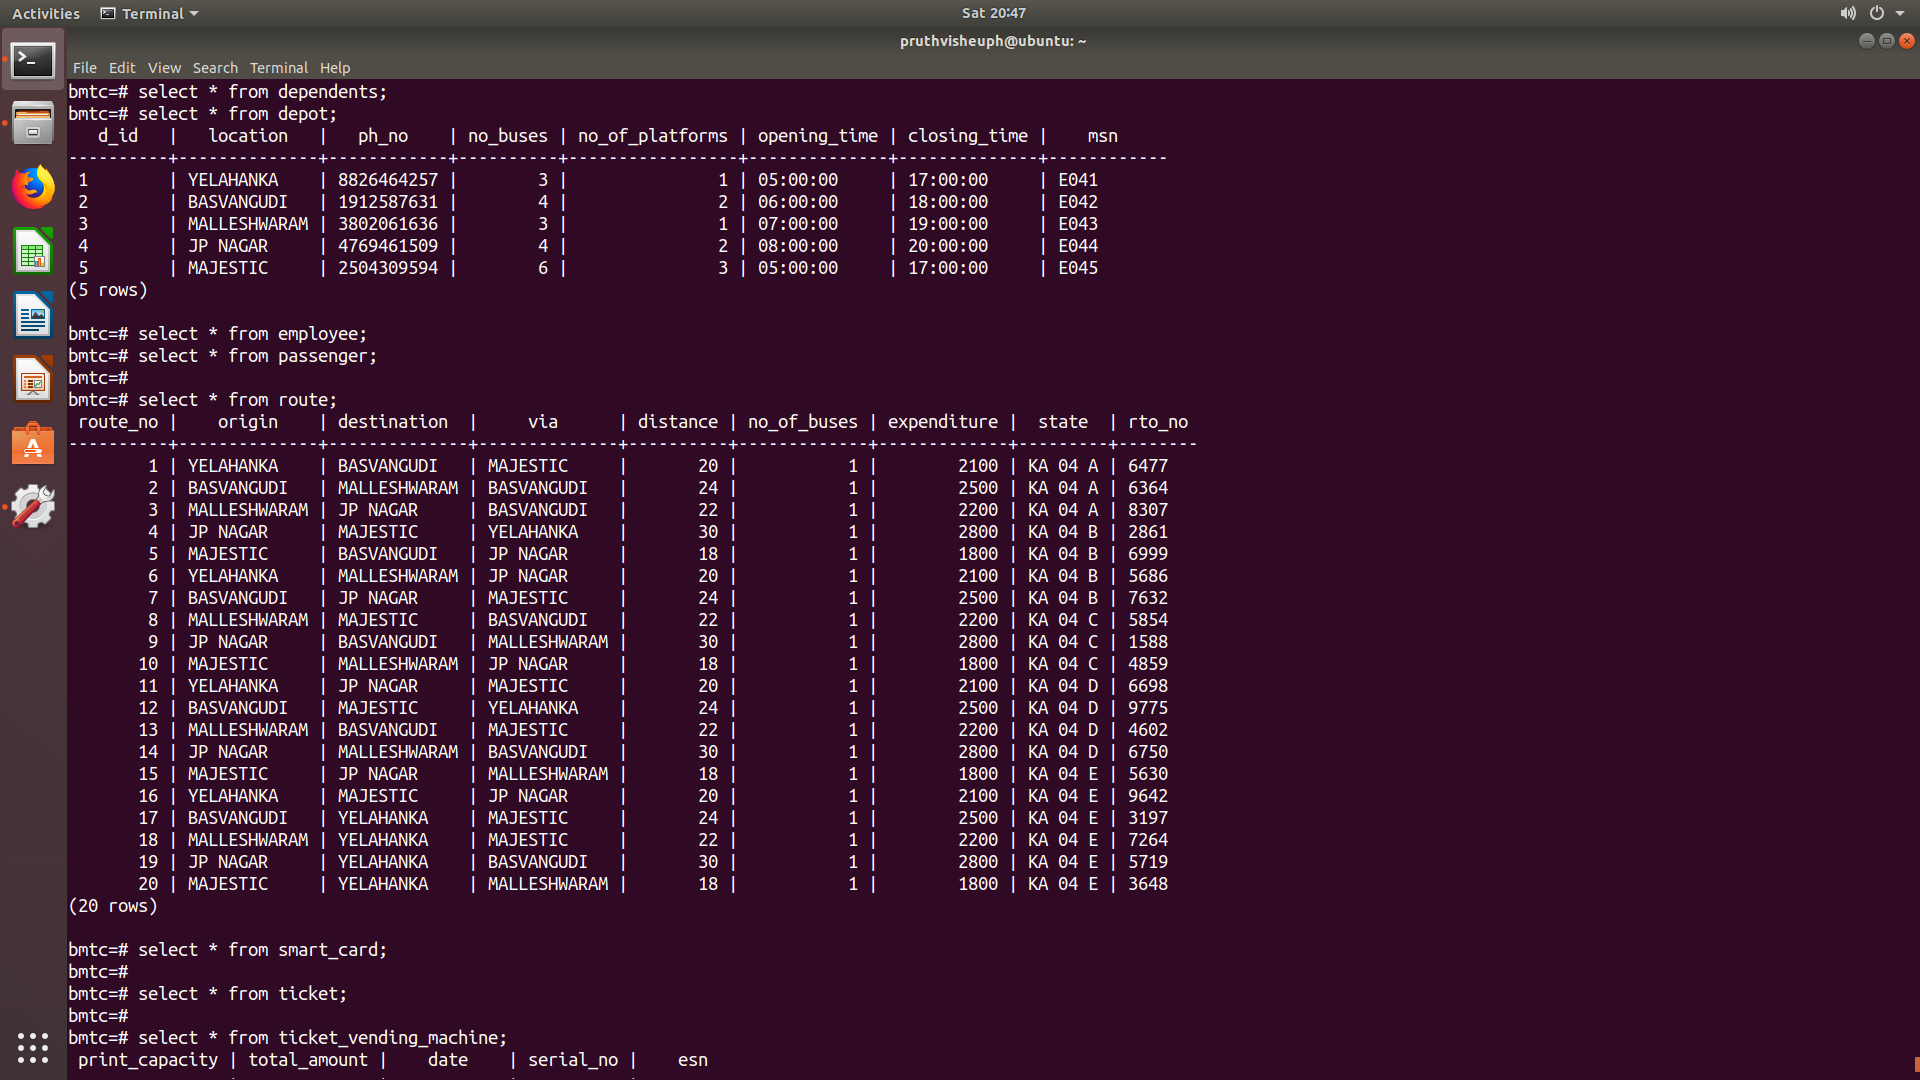 Activities Terminal Sat 20:47
pruthvisheuph@ubuntu: ~
File Edit View Search Terminal Help
bmtc=# select * from dependents;
bmtc=# select * from depot;
   d_id   |   location   |   ph_no    | no_buses | no_of_platforms | opening_time | closing_time |    msn
----------+--------------+------------+----------+-----------------+--------------+--------------+------------
 1        | YELAHANKA    | 8826464257 |        3 |               1 | 05:00:00     | 17:00:00     | E041
 2        | BASVANGUDI   | 1912587631 |        4 |               2 | 06:00:00     | 18:00:00     | E042
 3        | MALLESHWARAM | 3802061636 |        3 |               1 | 07:00:00     | 19:00:00     | E043
 4        | JP NAGAR     | 4769461509 |        4 |               2 | 08:00:00     | 20:00:00     | E044
 5        | MAJESTIC     | 2504309594 |        6 |               3 | 05:00:00     | 17:00:00     | E045
(5 rows)
bmtc=# select * from employee;
bmtc=# select * from passenger;
bmtc=#
bmtc=# select * from route;
 route_no |    origin    | destination  |     via      | distance | no_of_buses | expenditure |  state  | rto_no
----------+--------------+--------------+--------------+----------+-------------+-------------+---------+--------
        1 | YELAHANKA    | BASVANGUDI   | MAJESTIC     |       20 |           1 |        2100 | KA 04 A | 6477
        2 | BASVANGUDI   | MALLESHWARAM | BASVANGUDI   |       24 |           1 |        2500 | KA 04 A | 6364
        3 | MALLESHWARAM | JP NAGAR     | BASVANGUDI   |       22 |           1 |        2200 | KA 04 A | 8307
        4 | JP NAGAR     | MAJESTIC     | YELAHANKA    |       30 |           1 |        2800 | KA 04 B | 2861
        5 | MAJESTIC     | BASVANGUDI   | JP NAGAR     |       18 |           1 |        1800 | KA 04 B | 6999
        6 | YELAHANKA    | MALLESHWARAM | JP NAGAR     |       20 |           1 |        2100 | KA 04 B | 5686
        7 | BASVANGUDI   | JP NAGAR     | MAJESTIC     |       24 |           1 |        2500 | KA 04 B | 7632
        8 | MALLESHWARAM | MAJESTIC     | BASVANGUDI   |       22 |           1 |        2200 | KA 04 C | 5854
        9 | JP NAGAR     | BASVANGUDI   | MALLESHWARAM |       30 |           1 |        2800 | KA 04 C | 1588
       10 | MAJESTIC     | MALLESHWARAM | JP NAGAR     |       18 |           1 |        1800 | KA 04 C | 4859
       11 | YELAHANKA    | JP NAGAR     | MAJESTIC     |       20 |           1 |        2100 | KA 04 D | 6698
       12 | BASVANGUDI   | MAJESTIC     | YELAHANKA    |       24 |           1 |        2500 | KA 04 D | 9775
       13 | MALLESHWARAM | BASVANGUDI   | MAJESTIC     |       22 |           1 |        2200 | KA 04 D | 4602
       14 | JP NAGAR     | MALLESHWARAM | BASVANGUDI   |       30 |           1 |        2800 | KA 04 D | 6750
       15 | MAJESTIC     | JP NAGAR     | MALLESHWARAM |       18 |           1 |        1800 | KA 04 E | 5630
       16 | YELAHANKA    | MAJESTIC     | JP NAGAR     |       20 |           1 |        2100 | KA 04 E | 9642
       17 | BASVANGUDI   | YELAHANKA    | MAJESTIC     |       24 |           1 |        2500 | KA 04 E | 3197
       18 | MALLESHWARAM | YELAHANKA    | MAJESTIC     |       22 |           1 |        2200 | KA 04 E | 7264
       19 | JP NAGAR     | YELAHANKA    | BASVANGUDI   |       30 |           1 |        2800 | KA 04 E | 5719
       20 | MAJESTIC     | YELAHANKA    | MALLESHWARAM |       18 |           1 |        1800 | KA 04 E | 3648
(20 rows)
bmtc=# select * from smart_card;
bmtc=#
bmtc=# select * from ticket;
bmtc=#
bmtc=# select * from ticket_vending_machine;
 print_capacity | total_amount |    date    | serial_no |    esn